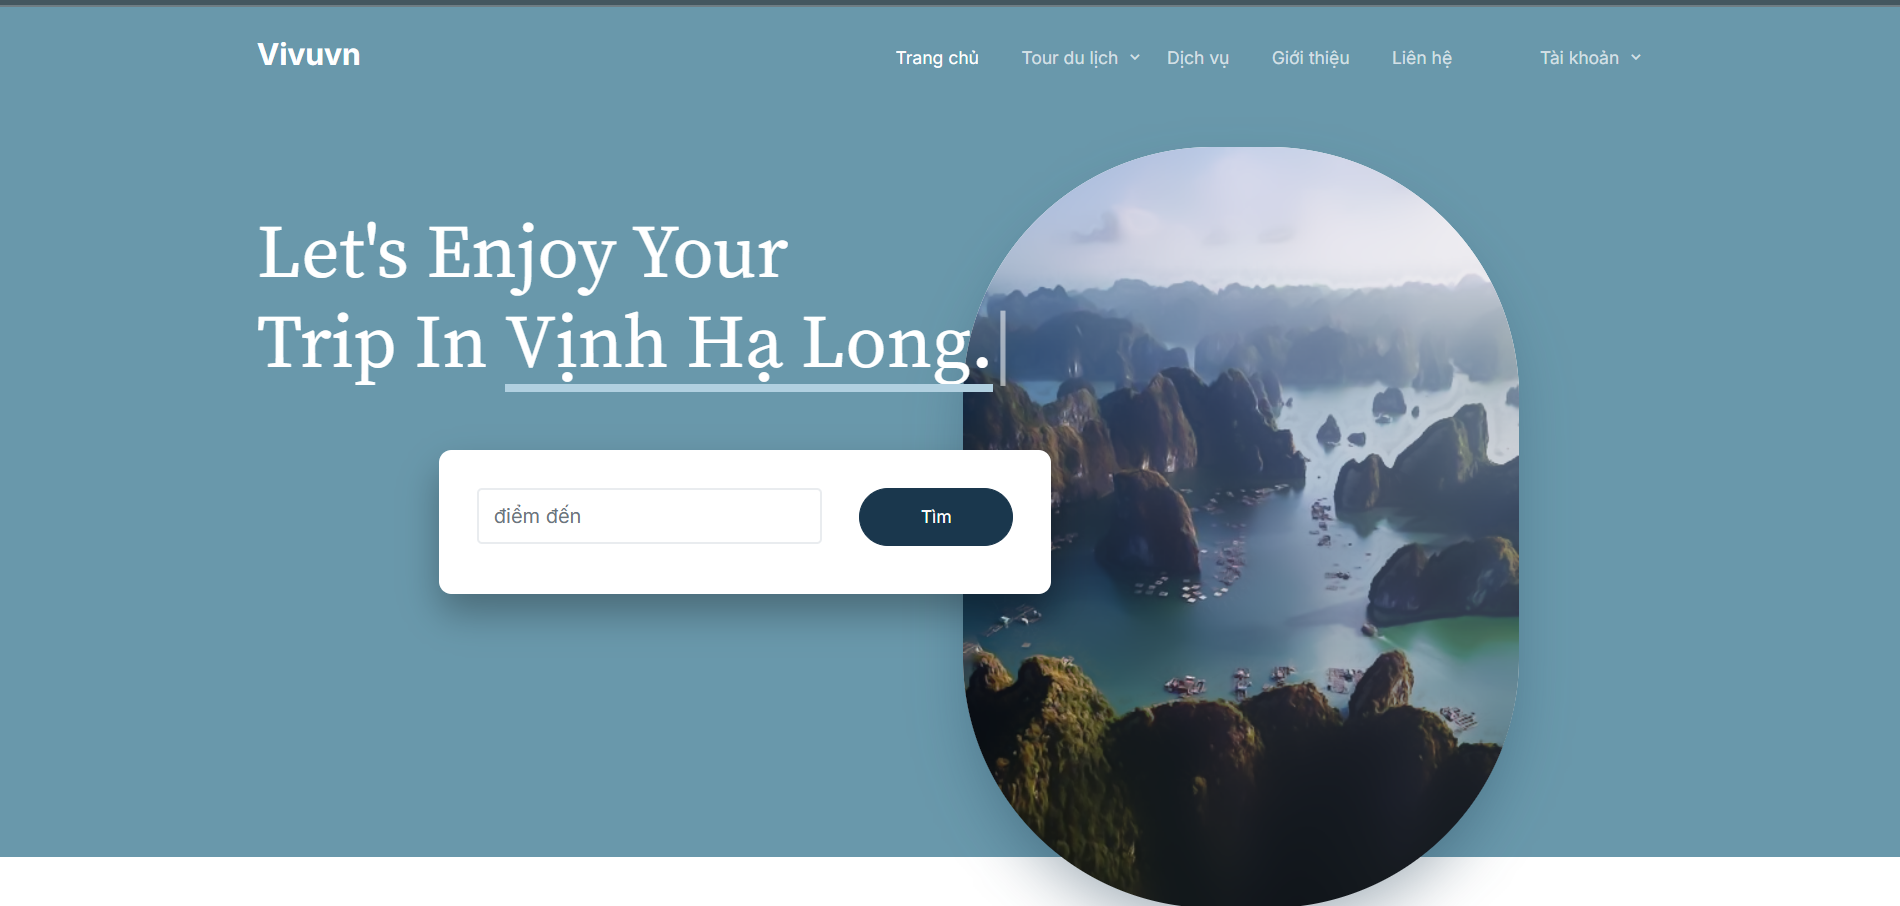 Vivuvn
Trang chủ Tour du lịch Dịch vụ Giới thiệu Liên hệ Tài khoản
Let's Enjoy Your
Trip In Vịnh Hạ Long.
điểm đến
Tìm